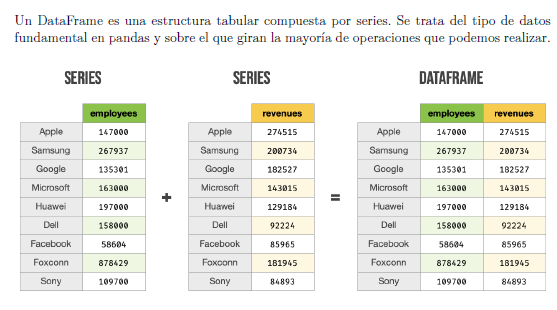 Un DataFrame es una estructura tabular compuesta por series. Se trata del tipo de datos
fundamental en pandas y sobre el que giran la mayoría de operaciones que podemos realizar.
SERIES SERIES DATAFRAME
employees revenues employees revenues
Apple 147000 Apple 274515 Apple 147000 274515
Samsung 267937 Samsung 200734 Samsung 267937 200734
Google 135301 Google 182527 Google 135301 182527
Microsoft 163000 Microsoft 143015 Microsoft 163000 143015
Huawei 197000 + Huawei 129184 = Huawei 197000 129184
Dell 158000 Dell 92224 Dell 158000 92224
Facebook 58604 Facebook 85965 Facebook 58604 85965
Foxconn 878429 Foxconn 181945 Foxconn 878429 181945
Sony 109700 Sony 84893 Sony 109700 84893